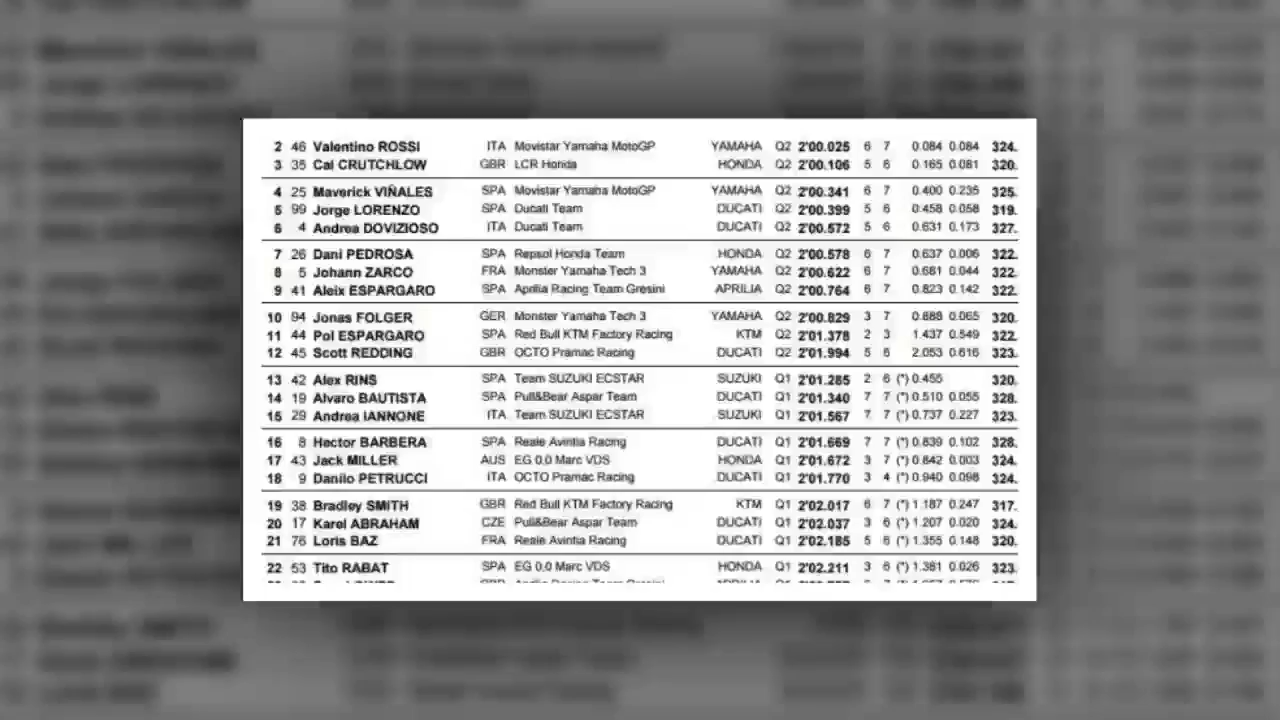 2 46 Valentino ROSSI ITA Movistar Yamaha MotoGP YAMAHA Q2 2'00.025 6 7 0.084 0.084 324.
3 35 Cal CRUTCHLOW GBR LCR Honda HONDA Q2 2'00.106 5 6 0.165 0.081 320.
4 25 Maverick VIÑALES SPA Movistar Yamaha MotoGP YAMAHA Q2 2'00.341 6 7 0.400 0.235 325.
5 99 Jorge LORENZO SPA Ducati Team DUCATI Q2 2'00.399 5 6 0.458 0.058 319.
6 4 Andrea DOVIZIOSO ITA Ducati Team DUCATI Q2 2'00.572 5 6 0.631 0.173 327.
7 26 Dani PEDROSA SPA Repsol Honda Team HONDA Q2 2'00.578 6 7 0.637 0.006 322.
8 5 Johann ZARCO FRA Monster Yamaha Tech 3 YAMAHA Q2 2'00.622 6 7 0.681 0.044 322.
9 41 Aleix ESPARGARO SPA Aprilia Racing Team Gresini APRILIA Q2 2'00.764 6 7 0.823 0.142 322.
10 94 Jonas FOLGER GER Monster Yamaha Tech 3 YAMAHA Q2 2'00.829 3 7 0.888 0.065 320.
11 44 Pol ESPARGARO SPA Red Bull KTM Factory Racing KTM Q2 2'01.378 2 3 1.437 0.549 322.
12 45 Scott REDDING GBR OCTO Pramac Racing DUCATI Q2 2'01.994 5 6 2.053 0.616 323.
13 42 Alex RINS SPA Team SUZUKI ECSTAR SUZUKI Q1 2'01.285 2 6 (*) 0.455 320.
14 19 Alvaro BAUTISTA SPA Pull&Bear Aspar Team DUCATI Q1 2'01.340 7 7 (*) 0.510 0.055 328.
15 29 Andrea IANNONE ITA Team SUZUKI ECSTAR SUZUKI Q1 2'01.567 7 7 (*) 0.737 0.227 323.
16 8 Hector BARBERA SPA Reale Avintia Racing DUCATI Q1 2'01.669 7 7 (*) 0.839 0.102 328.
17 43 Jack MILLER AUS EG 0,0 Marc VDS HONDA Q1 2'01.672 3 7 (*) 0.842 0.003 324.
18 9 Danilo PETRUCCI ITA OCTO Pramac Racing DUCATI Q1 2'01.770 3 4 (*) 0.940 0.098 324.
19 38 Bradley SMITH GBR Red Bull KTM Factory Racing KTM Q1 2'02.017 6 7 (*) 1.187 0.247 317.
20 17 Karel ABRAHAM CZE Pull&Bear Aspar Team DUCATI Q1 2'02.037 3 6 (*) 1.207 0.020 324.
21 76 Loris BAZ FRA Reale Avintia Racing DUCATI Q1 2'02.185 5 6 (*) 1.355 0.148 320.
22 53 Tito RABAT SPA EG 0,0 Marc VDS HONDA Q1 2'02.211 3 6 (*) 1.381 0.026 323.